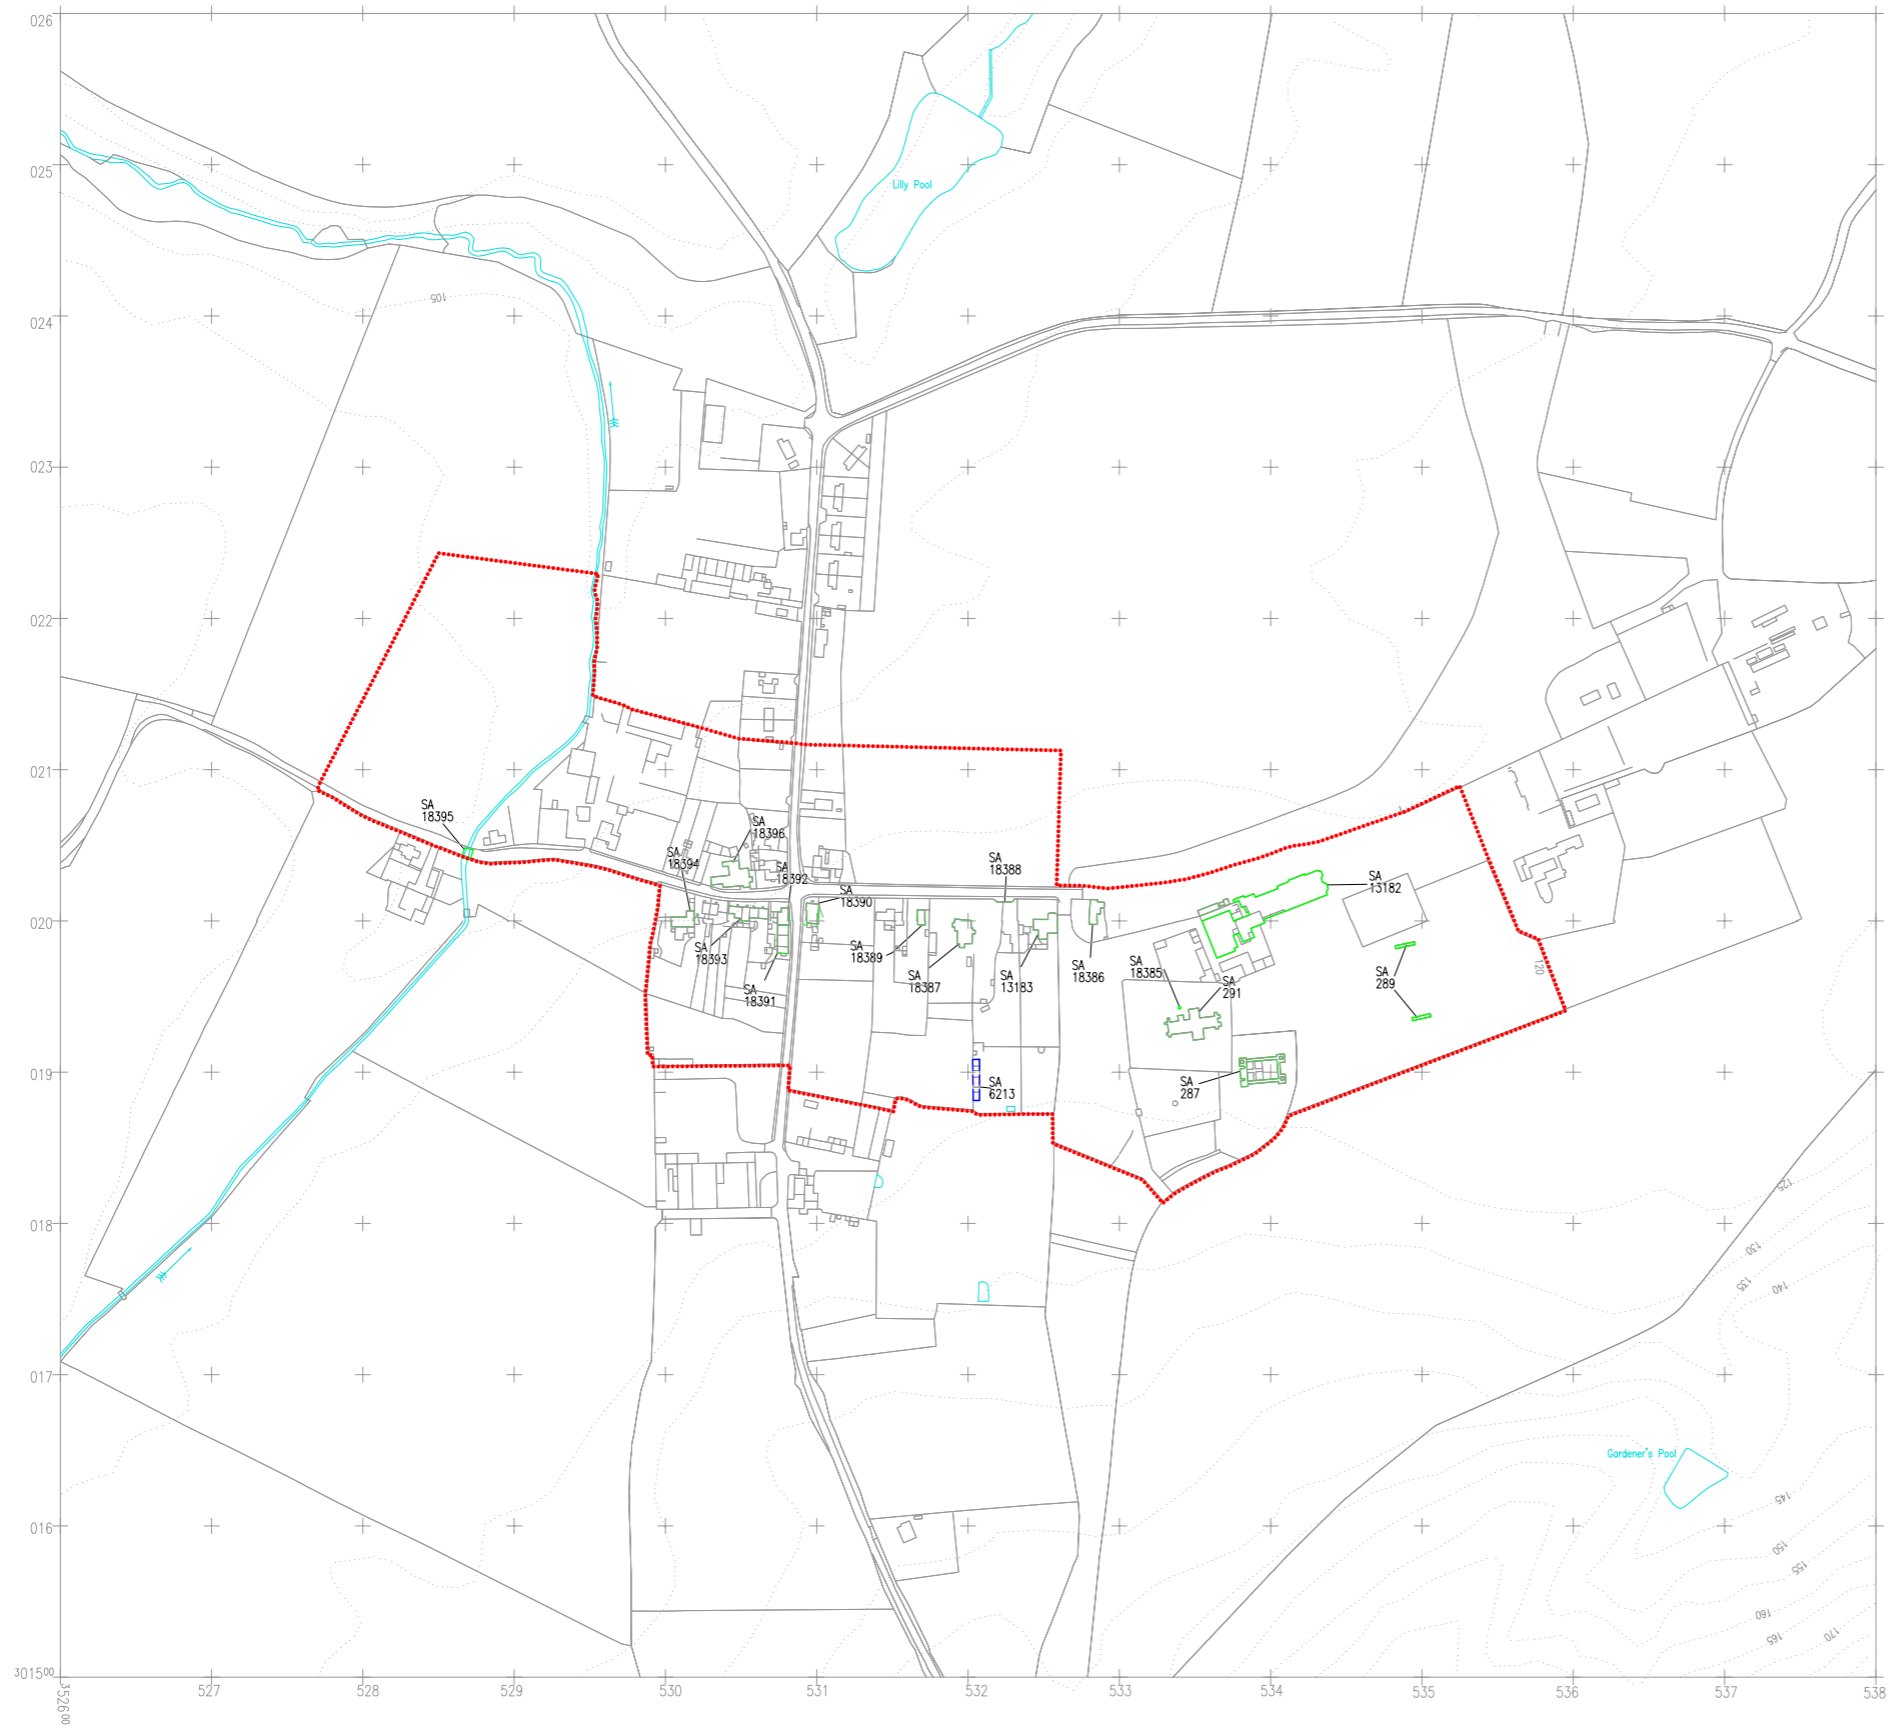 026
025
Lilly Pool
024
105
023
022
021
SA
18395
SA
18396
SA
18394
SA
18392
SA
18388
SA
18390
SA
13182
020
SA
18393
SA
18389
SA
18387
SA
13183
SA
18386
SA
18385
SA
291
SA
289
120
SA
18391
019
SA
6213
SA
287
018
125
130
135
140
017
Gardener's Pool
145
016
150
155
160
165
170
301500
352600
527
528
529
530
531
532
533
534
535
536
537
538